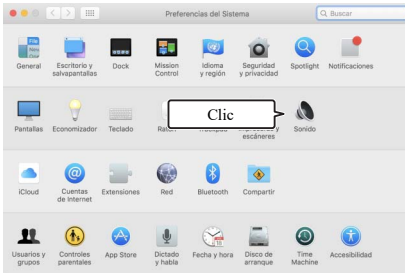 Preferencias del Sistema
Buscar
General
Escritorio y
salvapantallas
Dock
Mission
Control
Idioma
y región
Seguridad
y privacidad
Spotlight
Notificaciones
Pantallas
Economizador
Teclado
Clic
escáneres
Sonido
iCloud
Cuentas
de Internet
Extensiones
Red
Bluetooth
Compartir
Usuarios y
grupos
Controles
parentales
App Store
Dictado
y habla
Fecha y hora
Disco de
arranque
Time
Machine
Accesibilidad